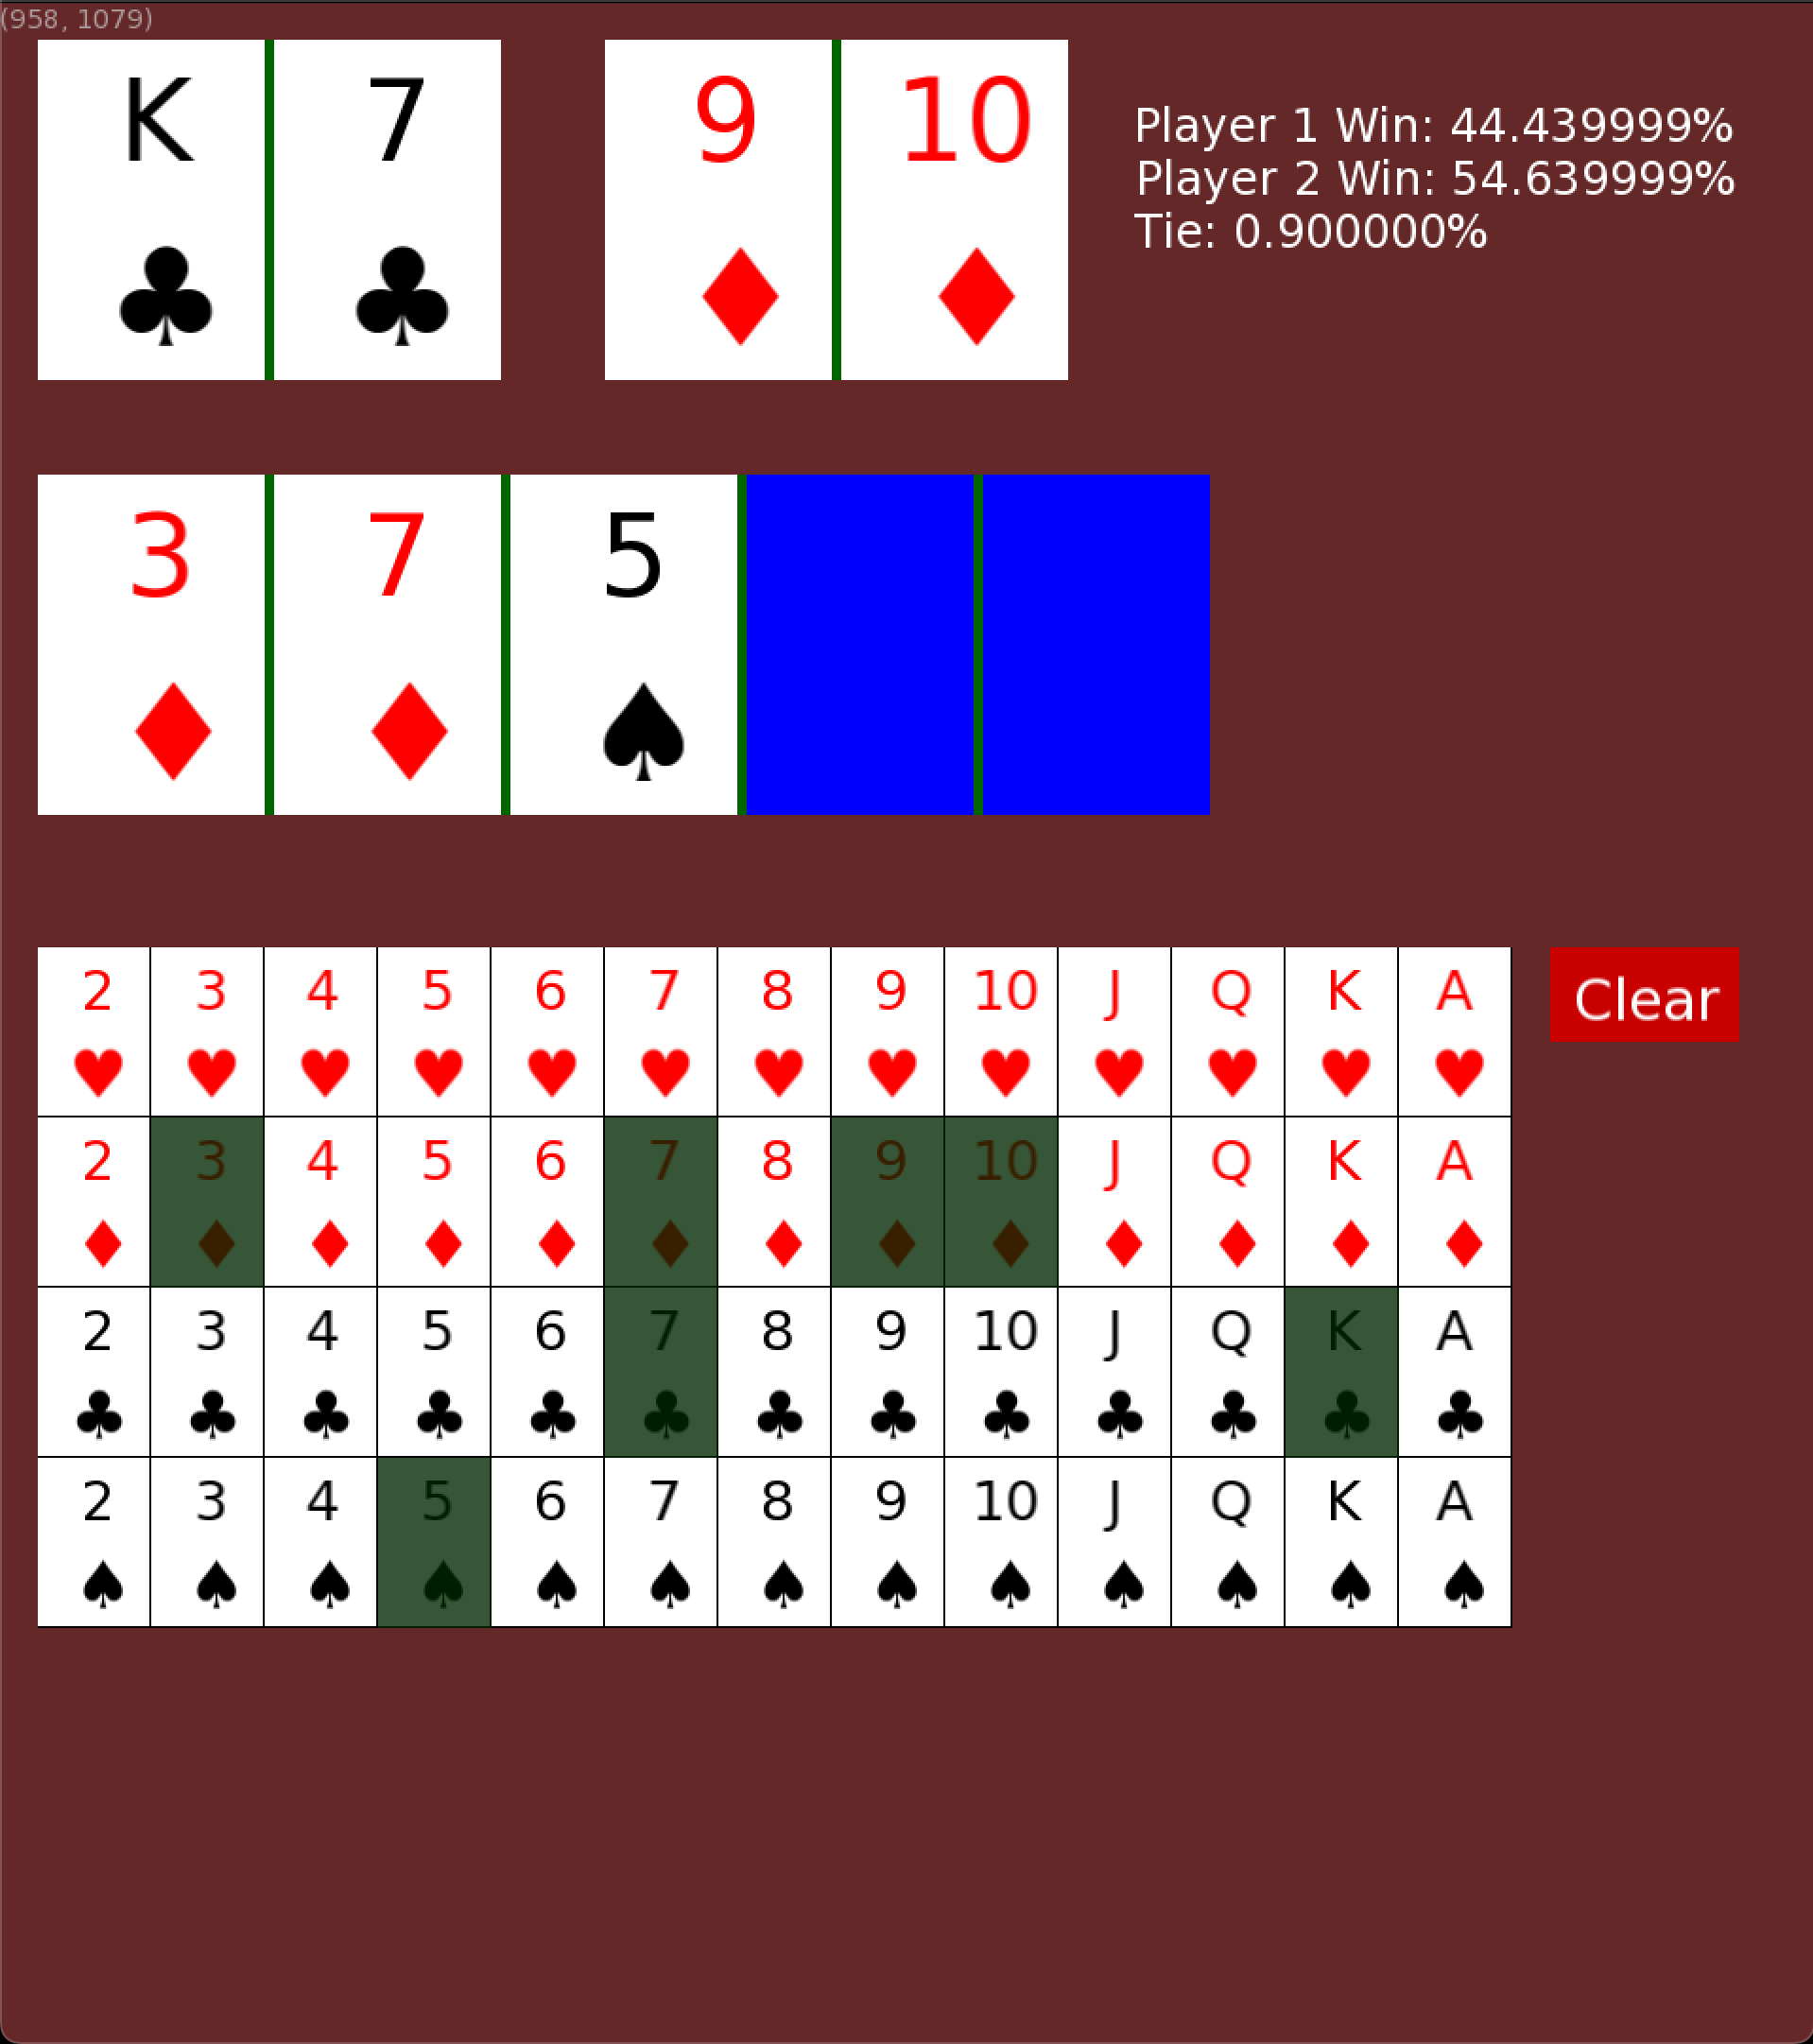 (958, 1079)
K 7 9 10
Player 1 Win: 44.439999%
Player 2 Win: 54.639999%
Tie: 0.900000%
♣ ♣ ♦ ♦
3 7 5
♦ ♦ ♠
2 3 4 5 6 7 8 9 10 J Q K A
Clear
♥ ♥ ♥ ♥ ♥ ♥ ♥ ♥ ♥ ♥ ♥ ♥ ♥
2 3 4 5 6 7 8 9 10 J Q K A
♦ ♦ ♦ ♦ ♦ ♦ ♦ ♦ ♦ ♦ ♦ ♦ ♦
2 3 4 5 6 7 8 9 10 J Q K A
♣ ♣ ♣ ♣ ♣ ♣ ♣ ♣ ♣ ♣ ♣ ♣ ♣
2 3 4 5 6 7 8 9 10 J Q K A
♠ ♠ ♠ ♠ ♠ ♠ ♠ ♠ ♠ ♠ ♠ ♠ ♠